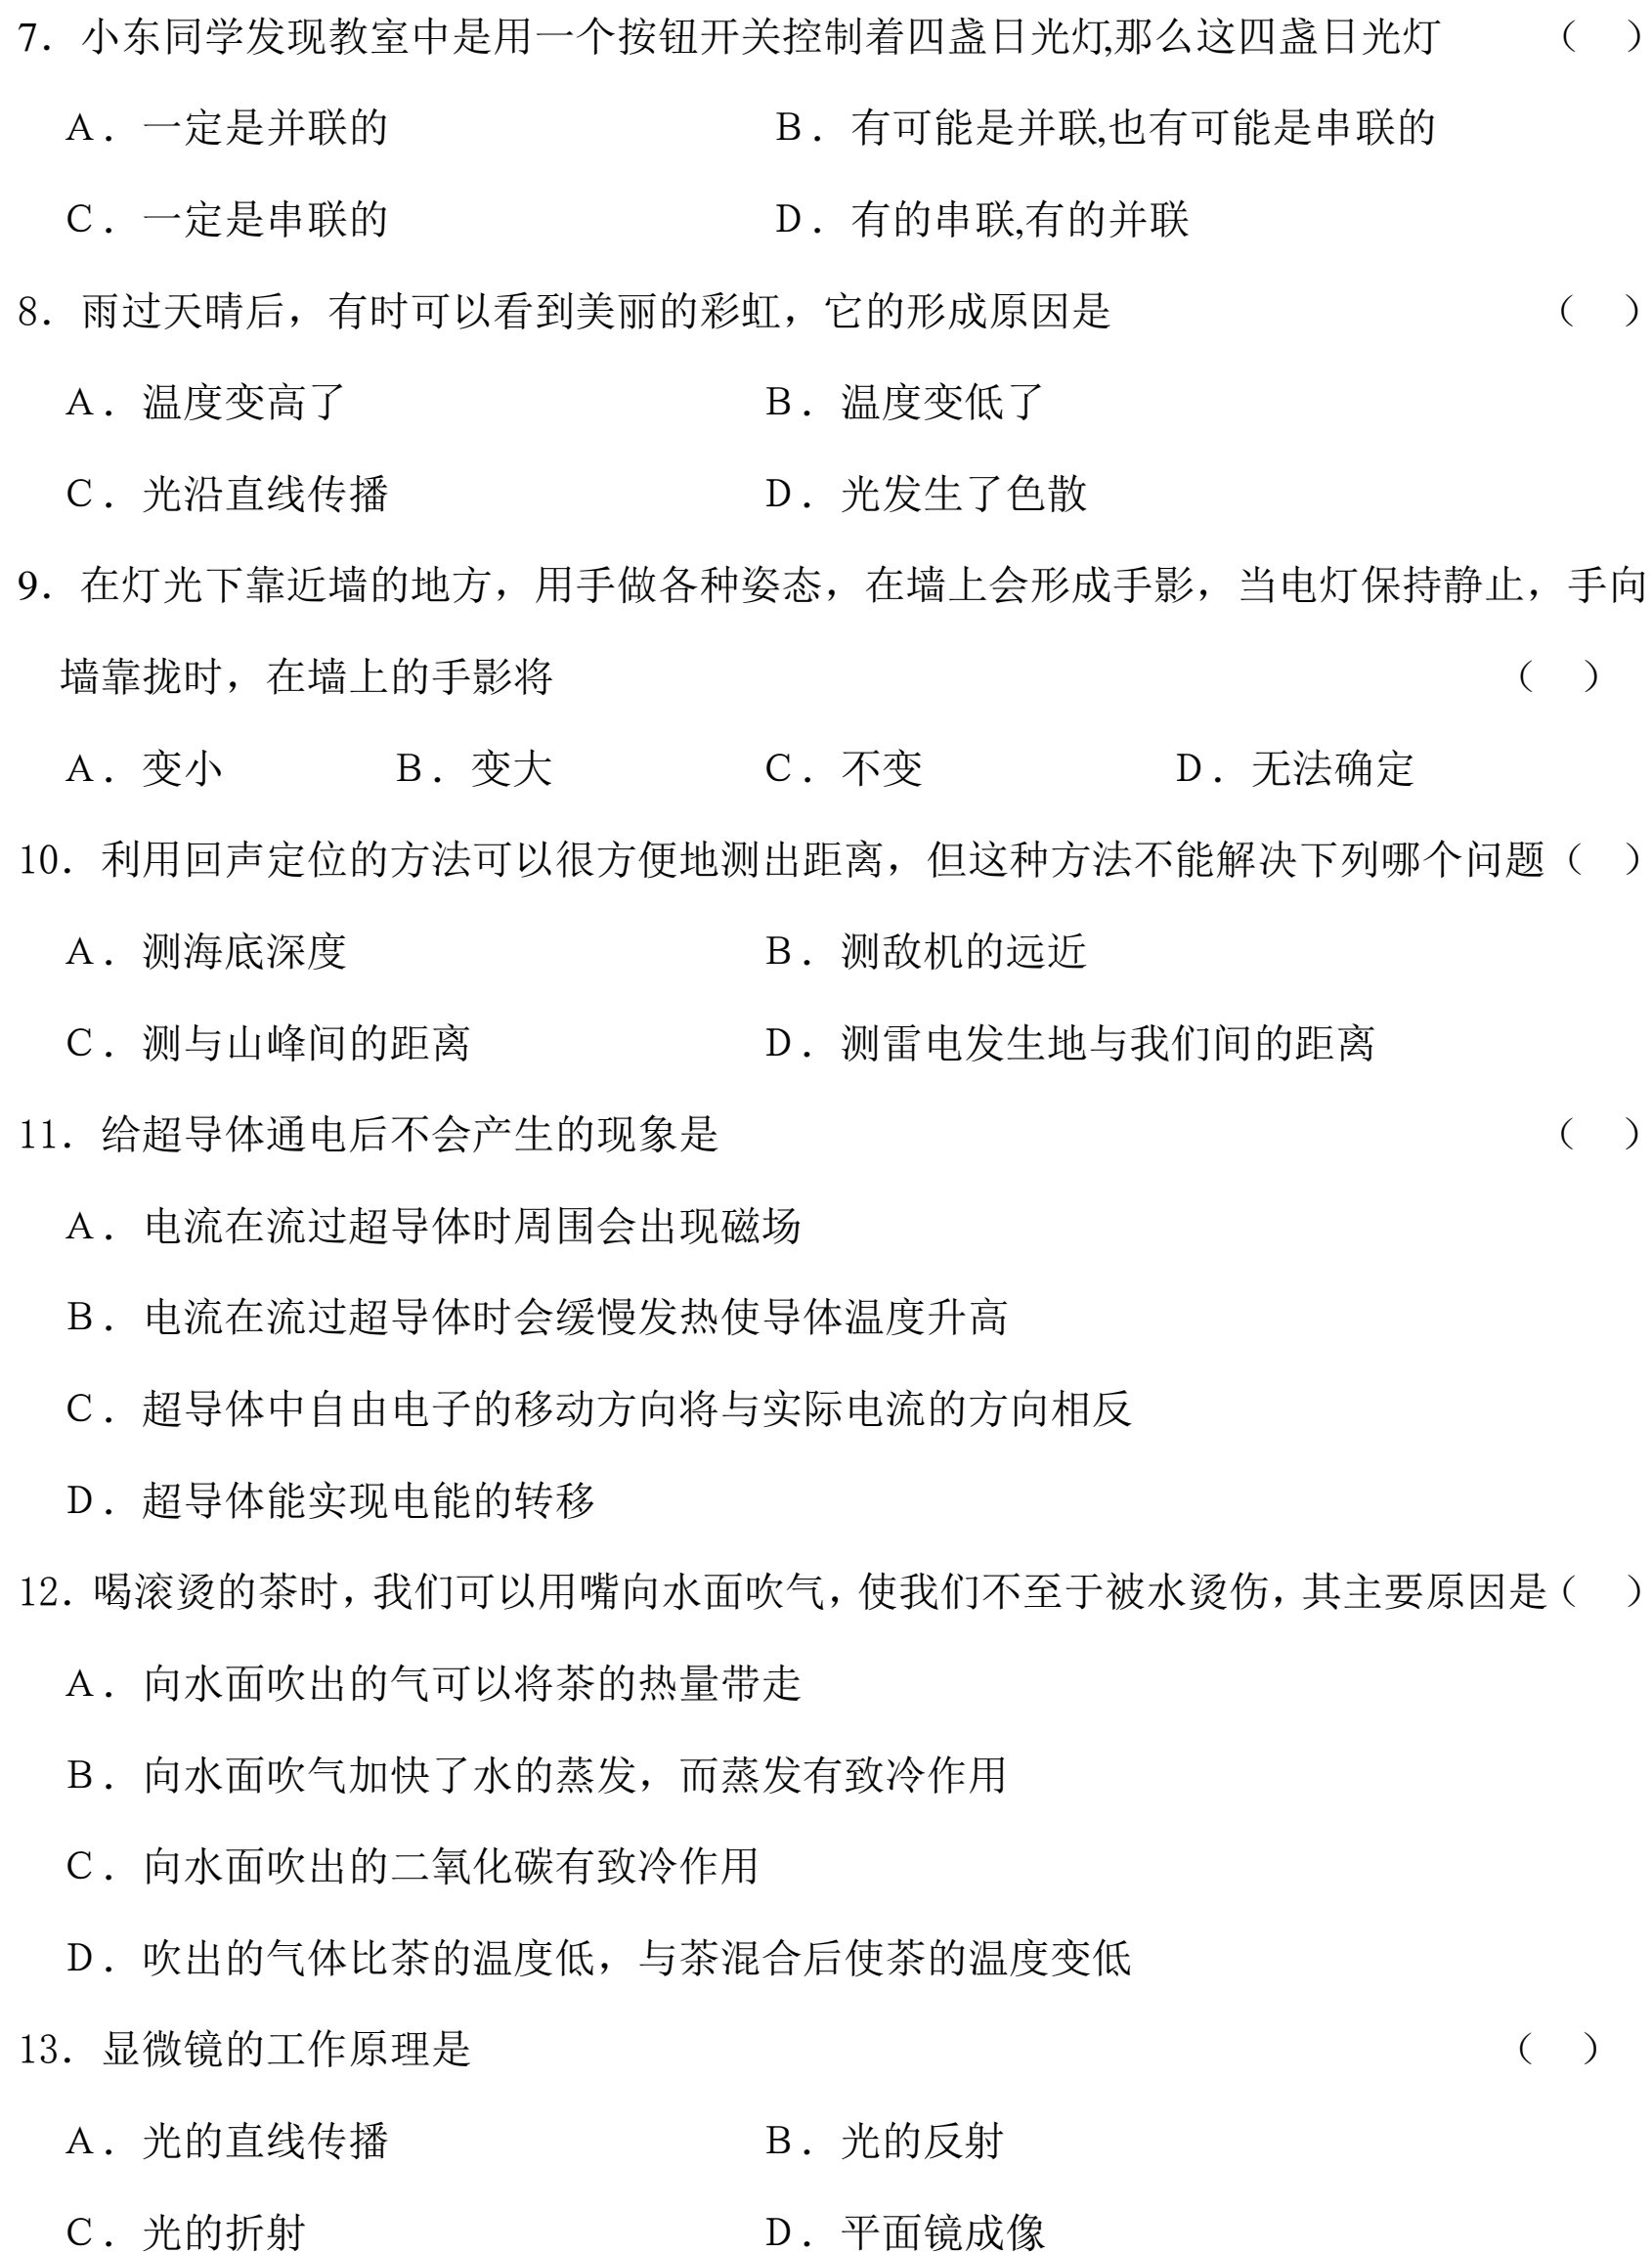 7．小东同学发现教室中是用一个按钮开关控制着四盏日光灯,那么这四盏日光灯 （ ）
A．一定是并联的 B．有可能是并联,也有可能是串联的
C．一定是串联的 D．有的串联,有的并联
8．雨过天晴后，有时可以看到美丽的彩虹，它的形成原因是 （ ）
A．温度变高了 B．温度变低了
C．光沿直线传播 D．光发生了色散
9．在灯光下靠近墙的地方，用手做各种姿态，在墙上会形成手影，当电灯保持静止，手向
墙靠拢时，在墙上的手影将 （ ）
A．变小 B．变大 C．不变 D．无法确定
10．利用回声定位的方法可以很方便地测出距离，但这种方法不能解决下列哪个问题（ ）
A．测海底深度 B．测敌机的远近
C．测与山峰间的距离 D．测雷电发生地与我们间的距离
11．给超导体通电后不会产生的现象是 （ ）
A．电流在流过超导体时周围会出现磁场
B．电流在流过超导体时会缓慢发热使导体温度升高
C．超导体中自由电子的移动方向将与实际电流的方向相反
D．超导体能实现电能的转移
12．喝滚烫的茶时，我们可以用嘴向水面吹气，使我们不至于被水烫伤，其主要原因是（ ）
A．向水面吹出的气可以将茶的热量带走
B．向水面吹气加快了水的蒸发，而蒸发有致冷作用
C．向水面吹出的二氧化碳有致冷作用
D．吹出的气体比茶的温度低，与茶混合后使茶的温度变低
13．显微镜的工作原理是 （ ）
A．光的直线传播 B．光的反射
C．光的折射 D．平面镜成像